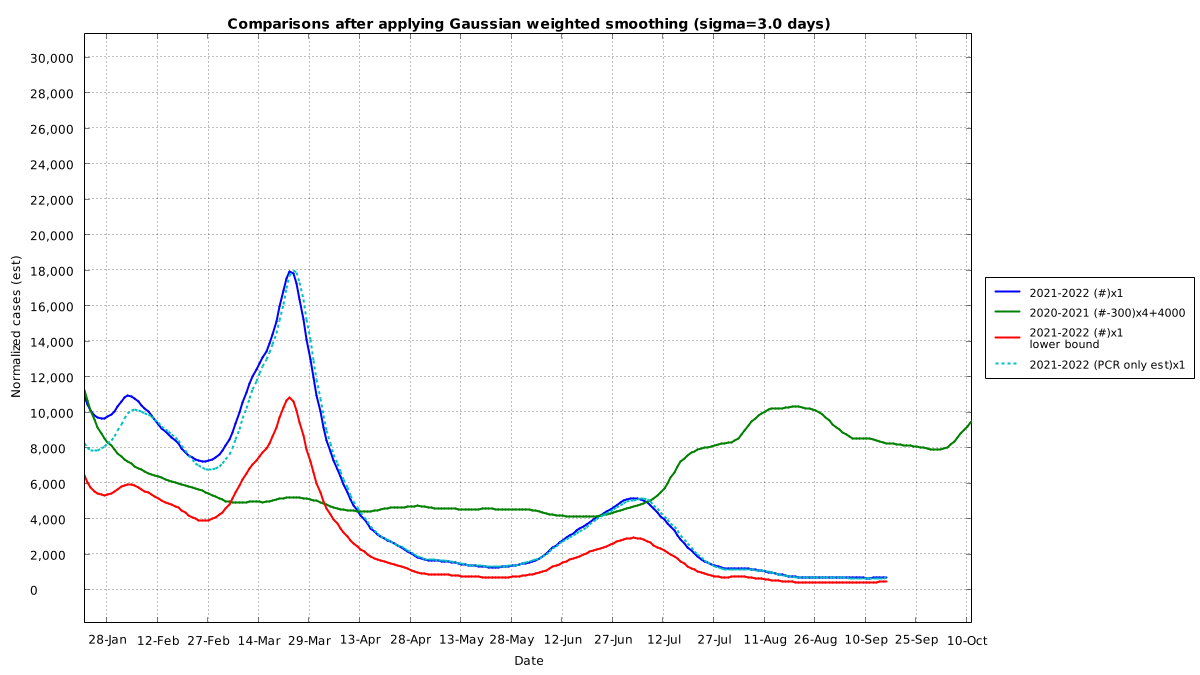 Comparisons after applying Gaussian weighted smoothing (sigma=3.0 days)
Normalized cases (est)
30,000
28,000
26,000
24,000
22,000
20,000
18,000
16,000
14,000
12,000
10,000
8,000
6,000
4,000
2,000
0
28-Jan
12-Feb
27-Feb
14-Mar
29-Mar
13-Apr
28-Apr
13-May
28-May
12-Jun
27-Jun
12-Jul
27-Jul
11-Aug
26-Aug
10-Sep
25-Sep
10-Oct
Date
2021-2022 (#)x1
2020-2021 (#-300)x4+4000
2021-2022 (#)x1
lower bound
2021-2022 (PCR only est)x1